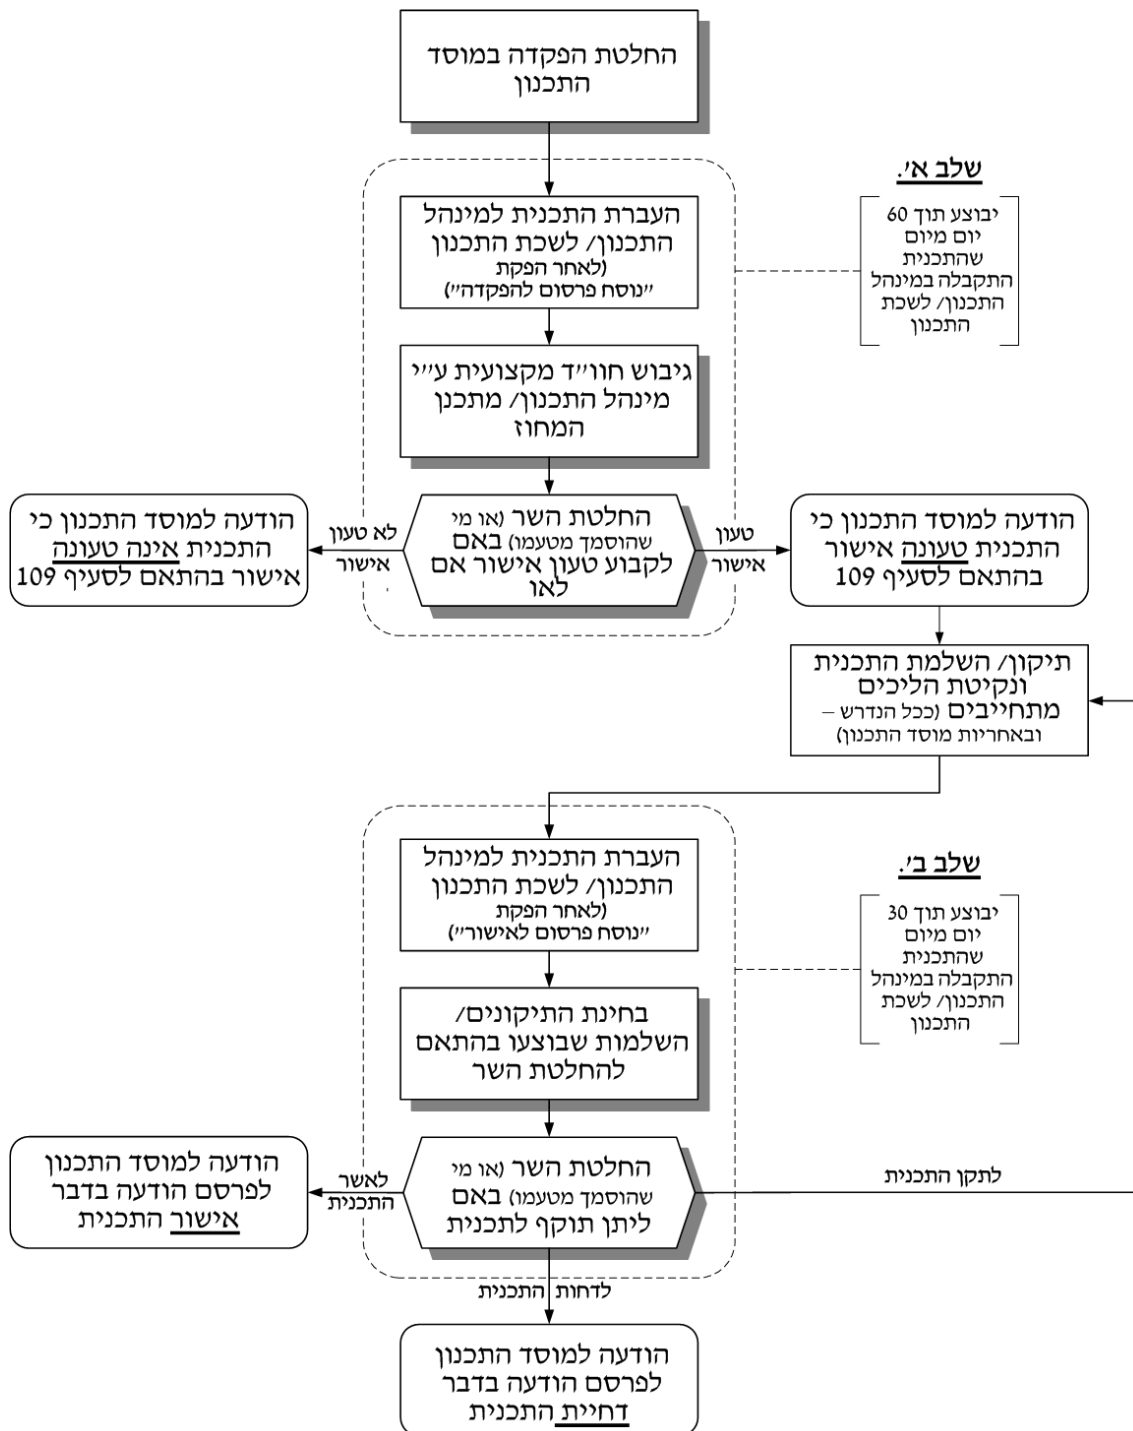 החלטת הפקדה במוסד
התכנון
שלב א'.
יבוצע תוך 60
יום מיום
שהתכנית
התקבלה במינהל
התכנון/ לשכת
התכנון
העברת התכנית למינהל
התכנון/ לשכת התכנון
(לאחר הפקת
"נוסח פרסום להפקדה")
גיבוש חוו"ד מקצועית ע"י
מינהל התכנון/ מתכנן
המחוז
החלטת השר (או מי
שהוסמך מטעמו) באם
לקבוע טעון אישור אם
לאו
טעון
אישור
הודעה למוסד התכנון כי
התכנית טעונה אישור
בהתאם לסעיף 109
לא טעון
אישור
הודעה למוסד התכנון כי
התכנית אינה טעונה
אישור בהתאם לסעיף 109
תיקון/ השלמת התכנית
ונקיטת הליכים
מתחייבים (ככל הנדרש –
ובאחריות מוסד התכנון)
שלב ב'.
יבוצע תוך 30
יום מיום
שהתכנית
התקבלה במינהל
התכנון/ לשכת
התכנון
העברת התכנית למינהל
התכנון/ לשכת התכנון
(לאחר הפקת
"נוסח פרסום לאישור")
בחינת התיקונים/
השלמות שבוצעו בהתאם
להחלטת השר
החלטת השר (או מי
שהוסמך מטעמו) באם
ליתן תוקף לתכנית
לתקן התכנית
לאשר
התכנית
הודעה למוסד התכנון
לפרסם הודעה בדבר
אישור התכנית
לדחות התכנית
הודעה למוסד התכנון
לפרסם הודעה בדבר
דחיית התכנית